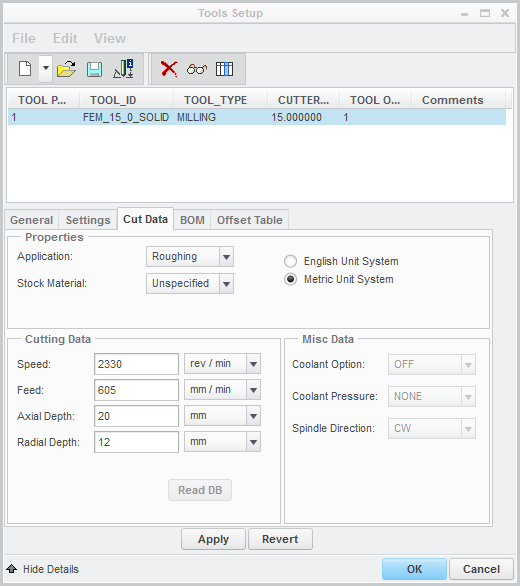 Tools Setup
File Edit View
TOOL P... TOOL_ID TOOL_TYPE CUTTER... TOOL O... Comments
1 FEM_15_0_SOLID MILLING 15.000000 1
General Settings Cut Data BOM Offset Table
Properties
Application: Roughing English Unit System
Stock Material: Unspecified Metric Unit System
Cutting Data Misc Data
Speed: 2330 rev / min Coolant Option: OFF
Feed: 605 mm / min Coolant Pressure: NONE
Axial Depth: 20 mm Spindle Direction: CW
Radial Depth: 12 mm
Read DB
Apply Revert
Hide Details OK Cancel